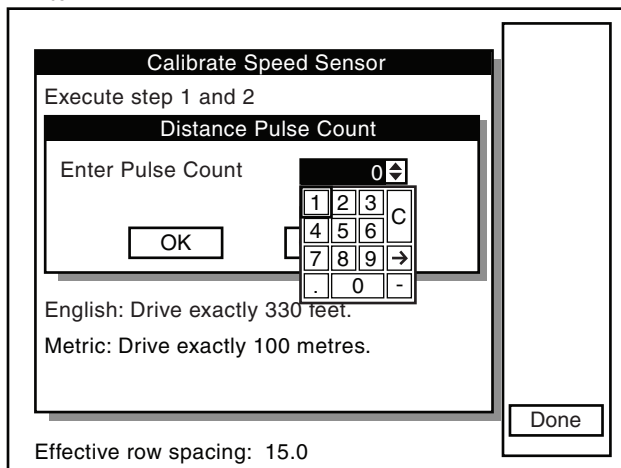 Calibrate Speed Sensor
Execute step 1 and 2
Distance Pulse Count
Enter Pulse Count 0
1 2 3 C
4 5 6
OK
7 8 9 →
. 0 -
English: Drive exactly 330 feet.
Metric: Drive exactly 100 metres.
Done
Effective row spacing: 15.0